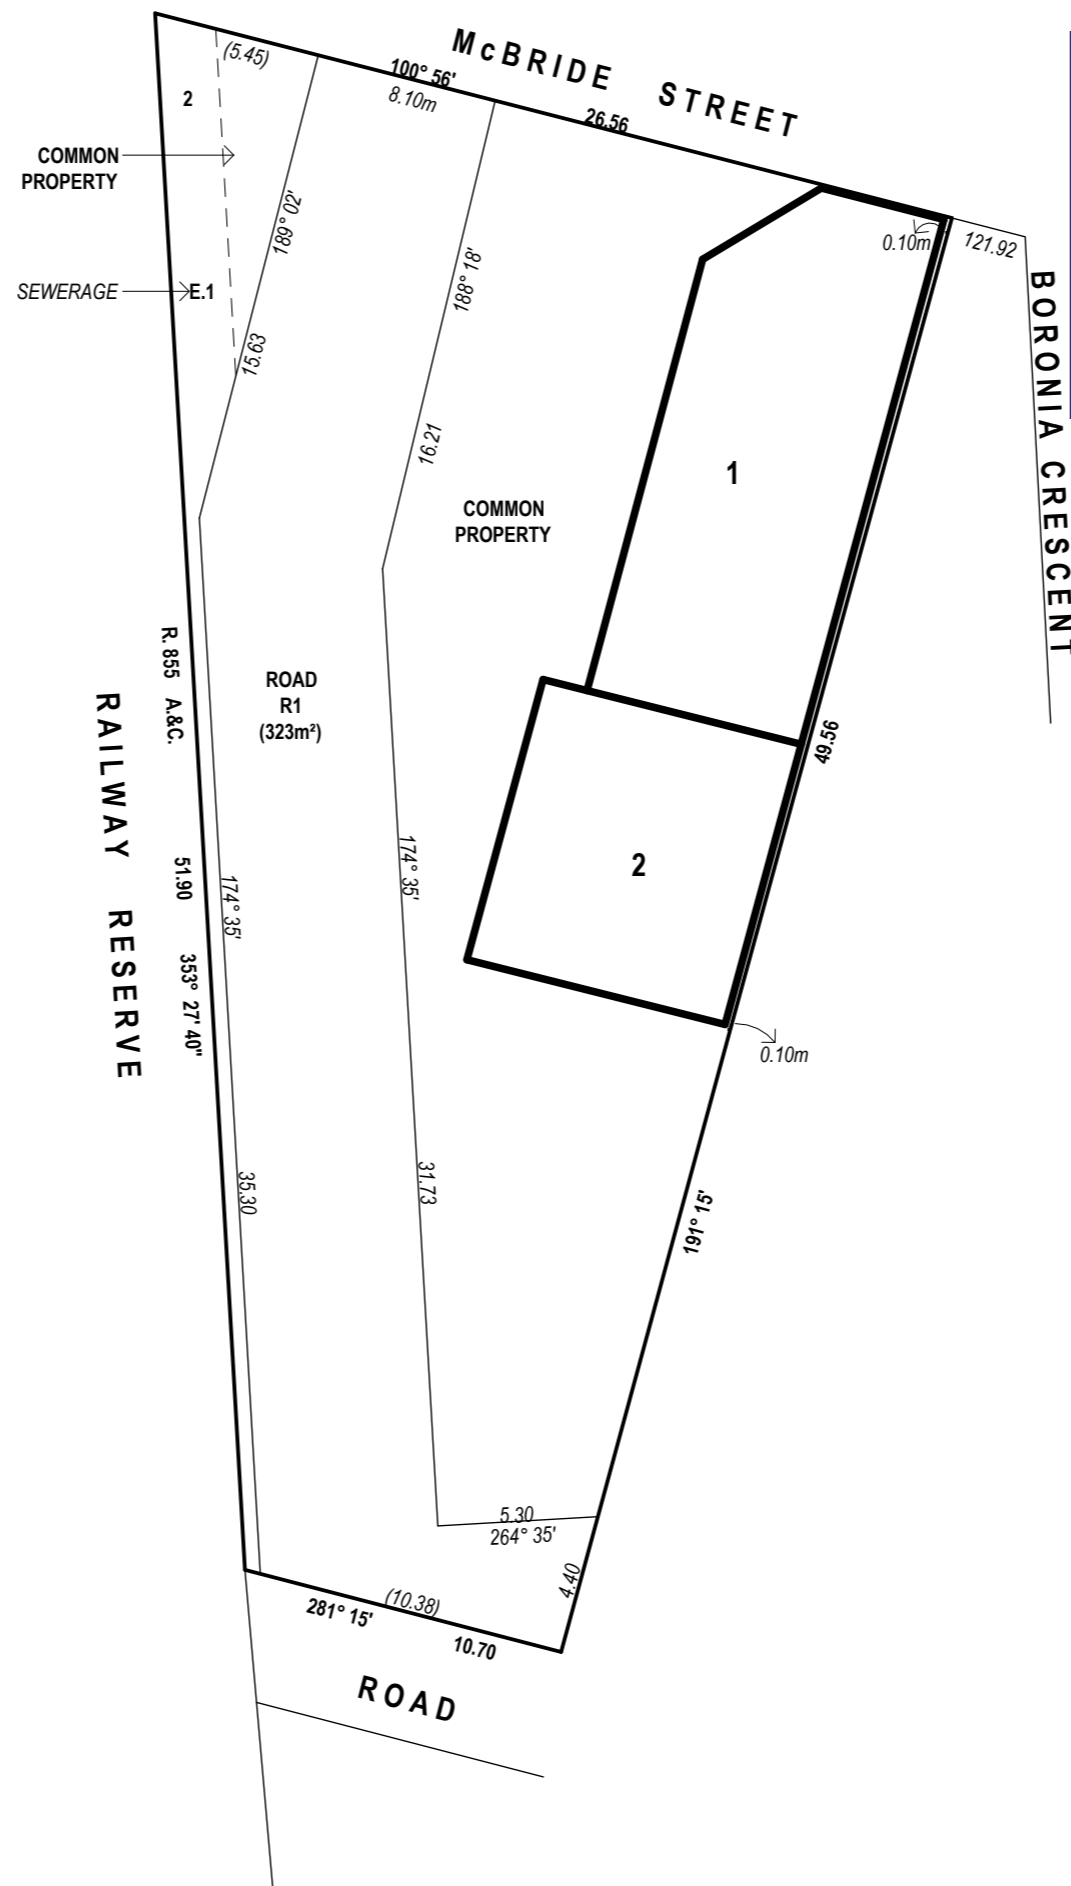 McBRIDE STREET
(5.45)
100° 56'
8.10m
26.56
2
COMMON
PROPERTY
189° 02'
188° 18'
0.10m
121.92
BORONIA CRESCENT
SEWERAGE
E.1
15.63
16.21
1
COMMON
PROPERTY
R. 855 A.&C.
ROAD
R1
(323m²)
RAILWAY RESERVE
49.56
51.90
174° 35'
174° 35'
2
353° 27' 40"
0.10m
35.30
31.73
191° 15'
5.30
264° 35'
4.40
(10.38)
281° 15'
10.70
ROAD